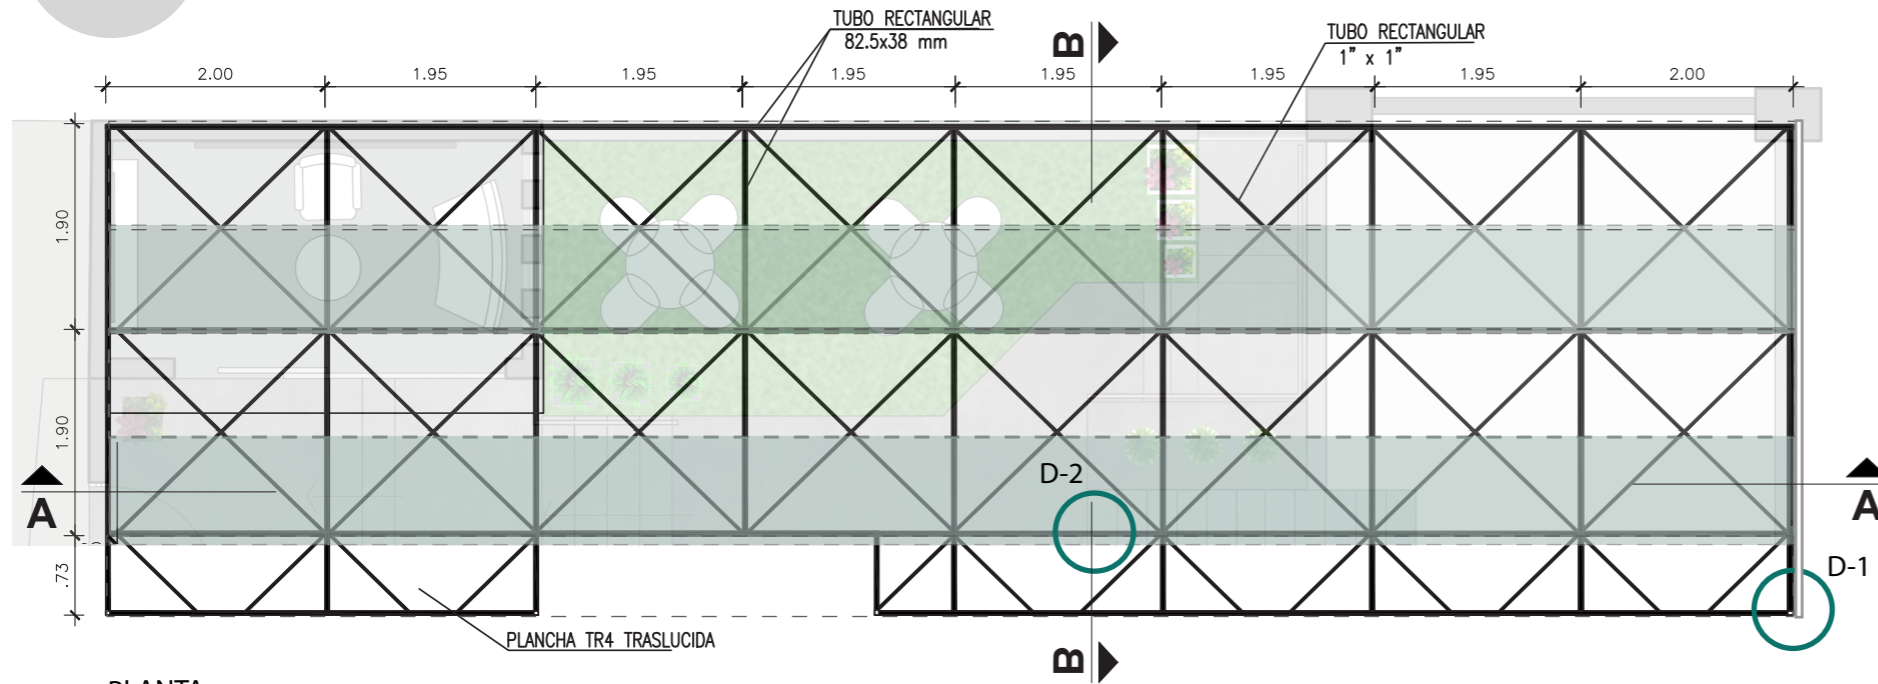 TUBO RECTANGULAR
82.5x38 mm
B
TUBO RECTANGULAR
1” x 1”
2.00
1.95
1.95
1.95
1.95
1.95
1.95
2.00
1.90
1.90
D-2
A
A
.73
D-1
PLANCHA TR4 TRASLUCIDA
B
PLANTA